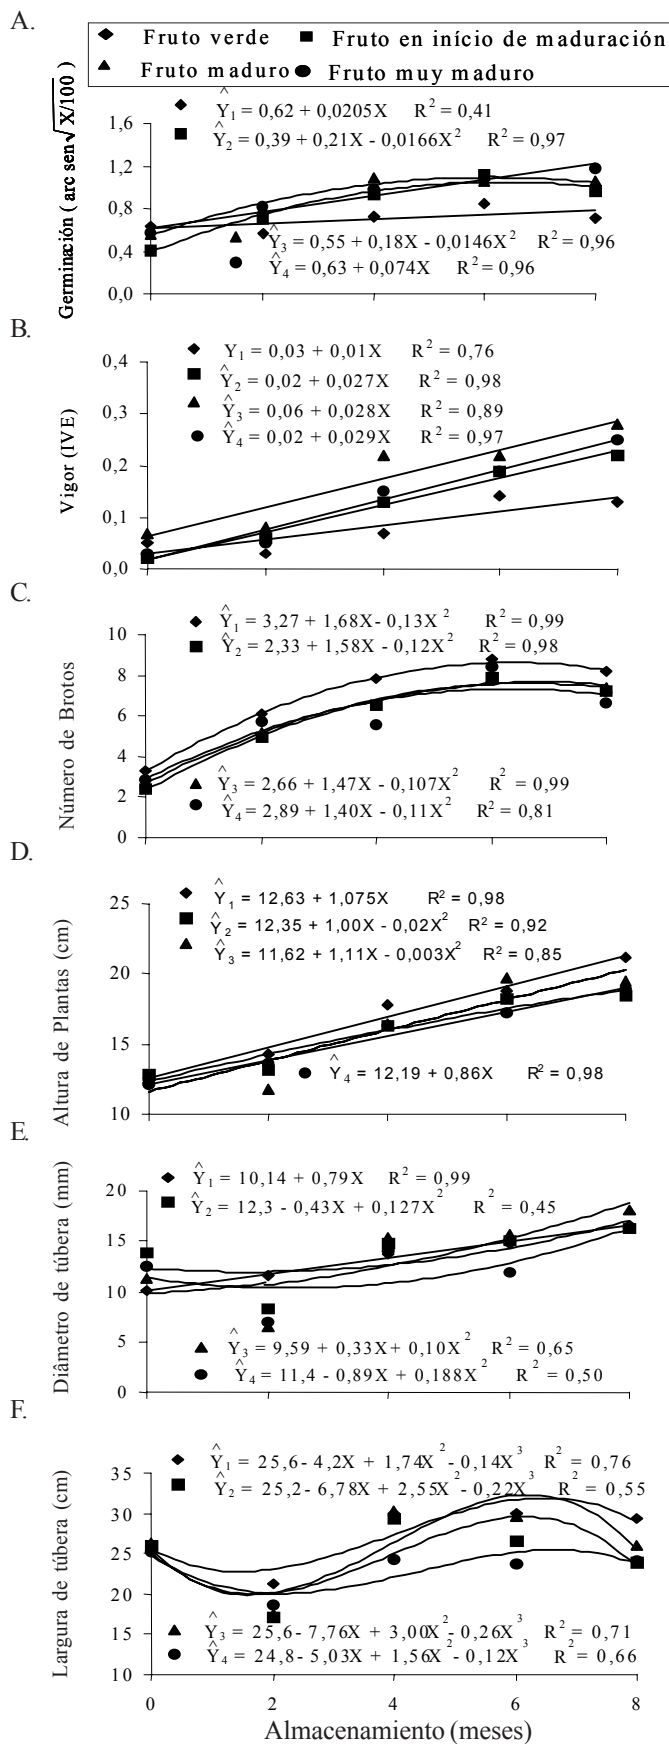 A.
Fruto verde Fruto en início de maduración
Fruto maduro Fruto muy maduro
Germinación ( arc sen√X/100 )
Ŷ1 = 0,62 + 0,0205X R² = 0,41
Ŷ2 = 0,39 + 0,21X - 0,0166X² R² = 0,97
1,6
1,2
0,8
0,4
0,0
Ŷ3 = 0,55 + 0,18X - 0,0146X² R² = 0,96
Ŷ4 = 0,63 + 0,074X R² = 0,96
B.
Vigor (IVE)
Ŷ1 = 0,03 + 0,01X R² = 0,76
Ŷ2 = 0,02 + 0,027X R² = 0,98
Ŷ3 = 0,06 + 0,028X R² = 0,89
Ŷ4 = 0,02 + 0,029X R² = 0,97
0,4
0,3
0,2
0,1
0,0
C.
Número de Brotos
Ŷ1 = 3,27 + 1,68X - 0,13X² R² = 0,99
Ŷ2 = 2,33 + 1,58X - 0,12X² R² = 0,98
10
8
6
4
2
0
Ŷ3 = 2,66 + 1,47X - 0,107X² R² = 0,99
Ŷ4 = 2,89 + 1,40X - 0,11X² R² = 0,81
D.
Altura de Plantas (cm)
Ŷ1 = 12,63 + 1,075X R² = 0,98
Ŷ2 = 12,35 + 1,00X - 0,02X² R² = 0,92
Ŷ3 = 11,62 + 1,11X - 0,003X² R² = 0,85
25
20
15
10
Ŷ4 = 12,19 + 0,86X R² = 0,98
E.
Diâmetro de túbera (mm)
Ŷ1 = 10,14 + 0,79X R² = 0,99
Ŷ2 = 12,3 - 0,43X + 0,127X² R² = 0,45
20
15
10
5
0
Ŷ3 = 9,59 + 0,33X + 0,10X² R² = 0,65
Ŷ4 = 11,4 - 0,89X + 0,188X² R² = 0,50
F.
Largura de túbera (cm)
Ŷ1 = 25,6 - 4,2X + 1,74X² - 0,14X³ R² = 0,76
Ŷ2 = 25,2 - 6,78X + 2,55X² - 0,22X³ R² = 0,55
35
30
25
20
15
10
Ŷ3 = 25,6 - 7,76X + 3,00X² - 0,26X³ R² = 0,71
Ŷ4 = 24,8 - 5,03X + 1,56X² - 0,12X³ R² = 0,66
0 2 4 6 8
Almacenamiento (meses)